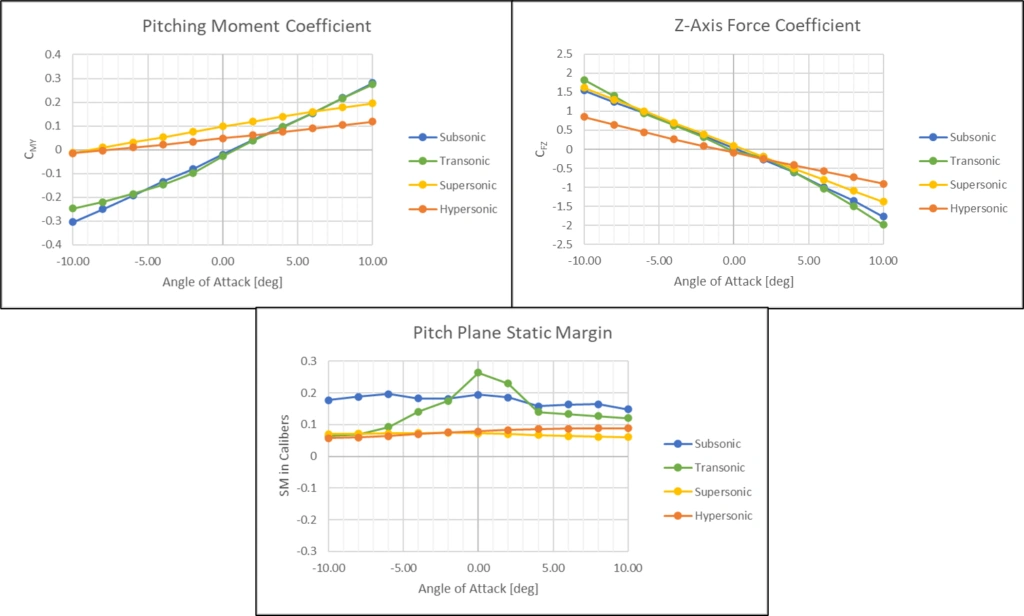 Pitching Moment Coefficient
0.4
0.3
0.2
0.1
0
-0.1
-0.2
-0.3
-0.4
C_MY
-10.00 -5.00 0.00 5.00 10.00
Angle of Attack [deg]
Subsonic
Transonic
Supersonic
Hypersonic
Z-Axis Force Coefficient
2.5
2
1.5
1
0.5
0
-0.5
-1
-1.5
-2
-2.5
C_FZ
-10.00 -5.00 0.00 5.00 10.00
Angle of Attack [deg]
Subsonic
Transonic
Supersonic
Hypersonic
Pitch Plane Static Margin
0.3
0.2
0.1
0
-0.1
-0.2
-0.3
SM in Calibers
-10.00 -5.00 0.00 5.00 10.00
Angle of Attack [deg]
Subsonic
Transonic
Supersonic
Hypersonic